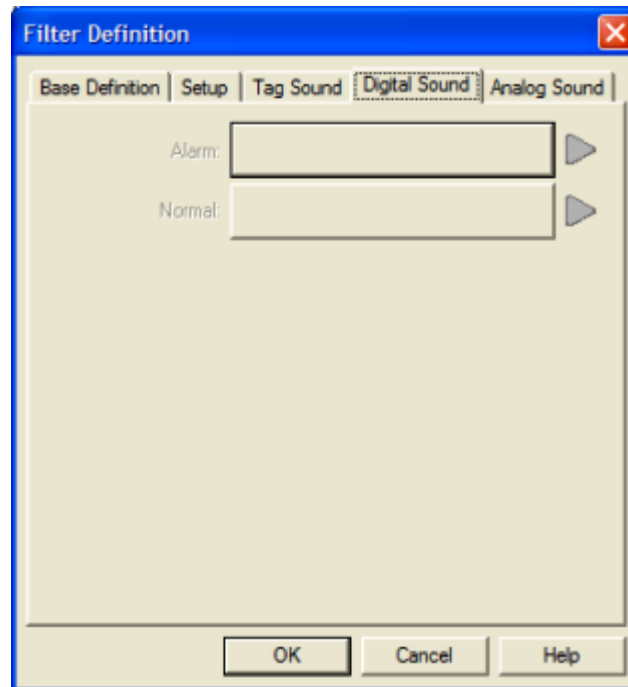 Filter Definition
Base Definition Setup Tag Sound Digital Sound Analog Sound
Alarm:
Normal:
OK Cancel Help